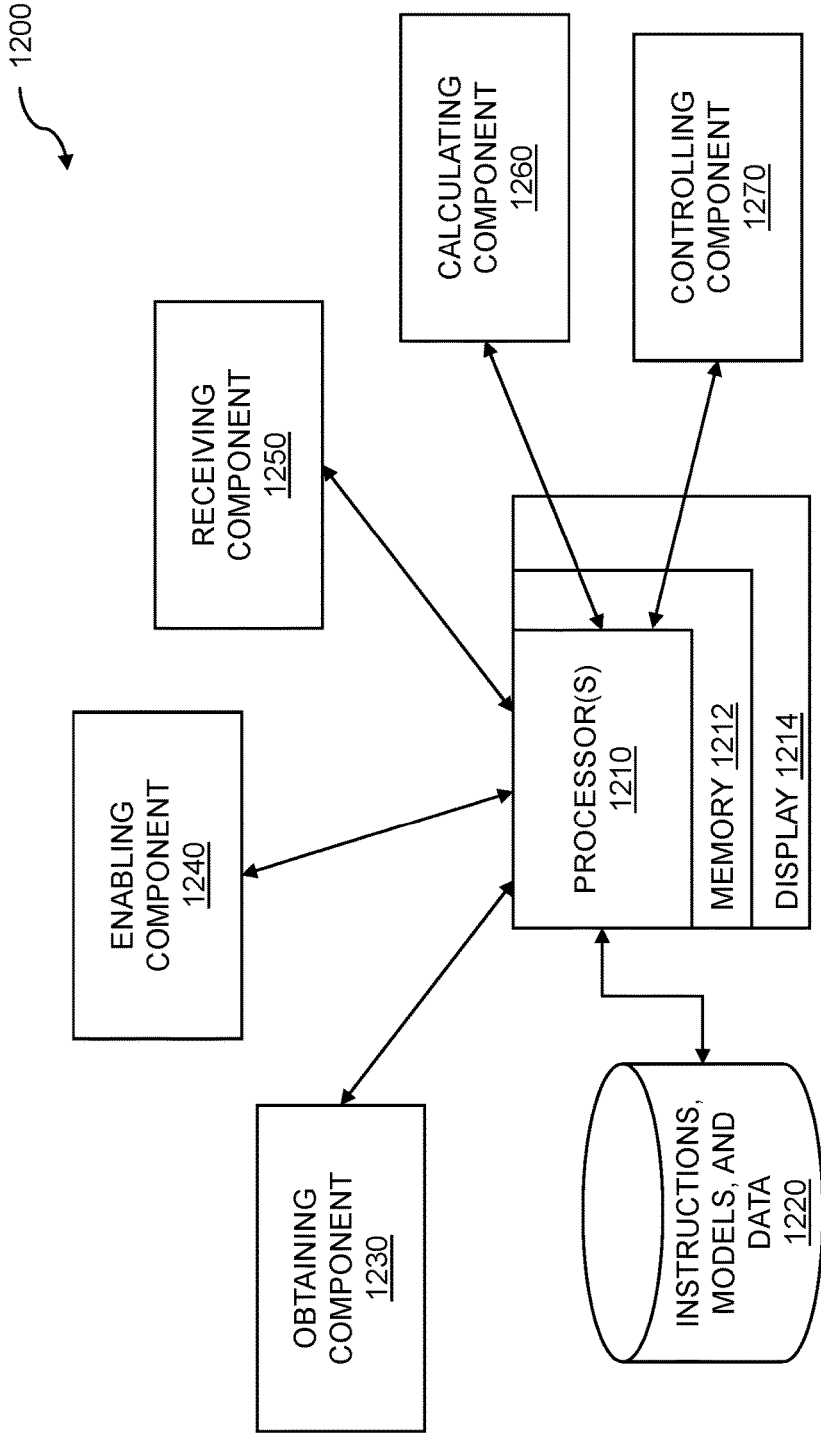 1200
OBTAINING
COMPONENT
1230
ENABLING
COMPONENT
1240
RECEIVING
COMPONENT
1250
CALCULATING
COMPONENT
1260
CONTROLLING
COMPONENT
1270
PROCESSOR(S)
1210
MEMORY 1212
DISPLAY 1214
INSTRUCTIONS,
MODELS, AND
DATA
1220